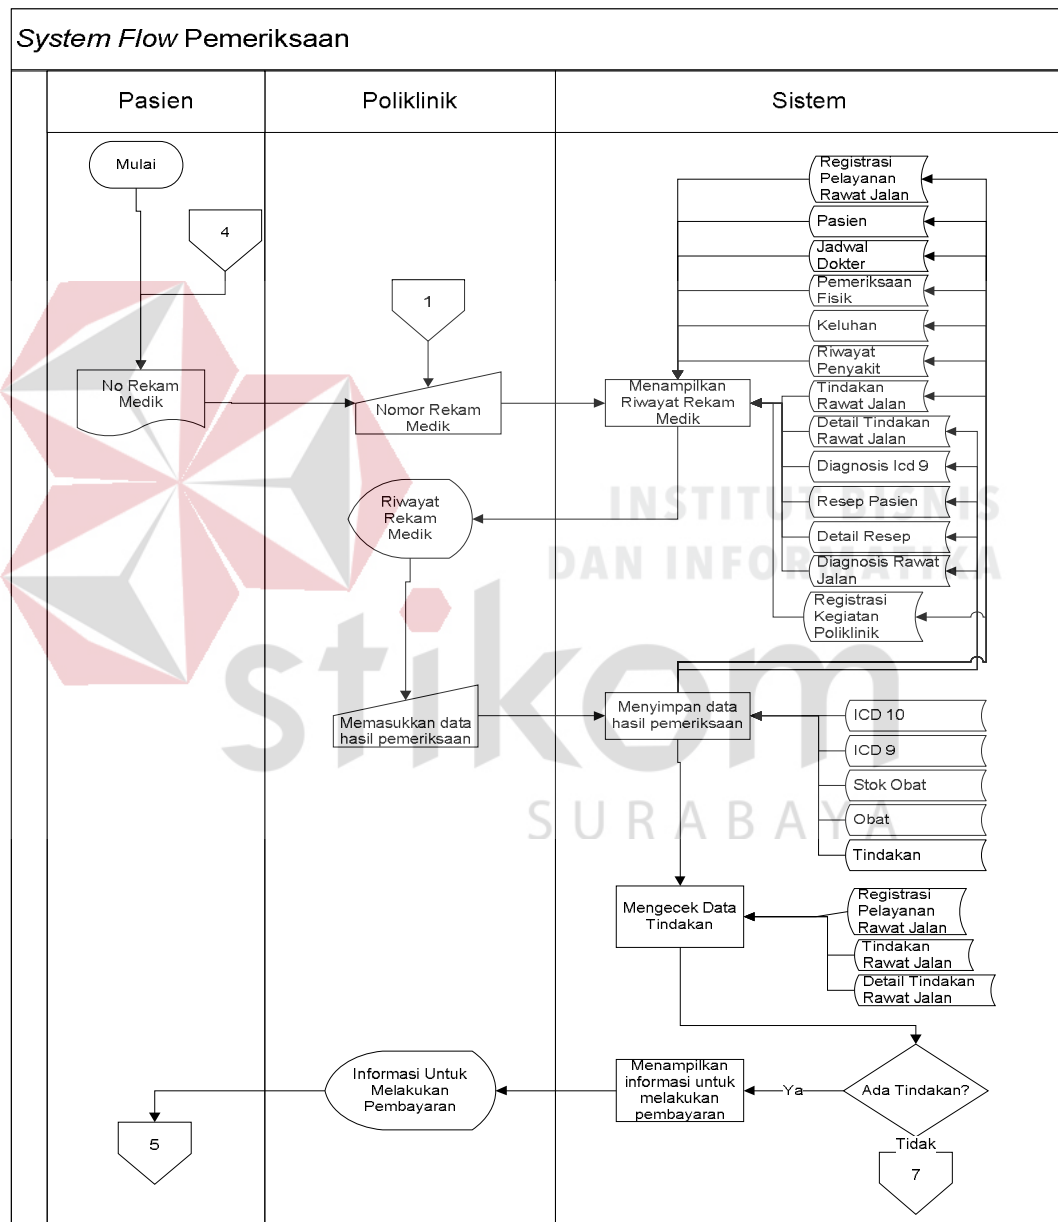 System Flow Pemeriksaan
Pasien
Poliklinik
Sistem
Mulai
4
1
No Rekam
Medik
Nomor Rekam
Medik
Menampilkan
Riwayat Rekam
Medik
Registrasi
Pelayanan
Rawat Jalan
Pasien
Jadwal
Dokter
Pemeriksaan
Fisik
Keluhan
Riwayat
Penyakit
Tindakan
Rawat Jalan
Detail Tindakan
Rawat Jalan
Diagnosis Icd 9
Resep Pasien
Detail Resep
Diagnosis Rawat
Jalan
Registrasi
Kegiatan
Poliklinik
Riwayat
Rekam
Medik
INSTITUT BISNIS
DAN INFORMATIKA
stikom
SURABAYA
Memasukkan data
hasil pemeriksaan
Menyimpan data
hasil pemeriksaan
ICD 10
ICD 9
Stok Obat
Obat
Tindakan
Mengecek Data
Tindakan
Registrasi
Pelayanan
Rawat Jalan
Tindakan
Rawat Jalan
Detail Tindakan
Rawat Jalan
Ada Tindakan?
Ya
Menampilkan
informasi untuk
melakukan
pembayaran
Informasi Untuk
Melakukan
Pembayaran
5
Tidak
7